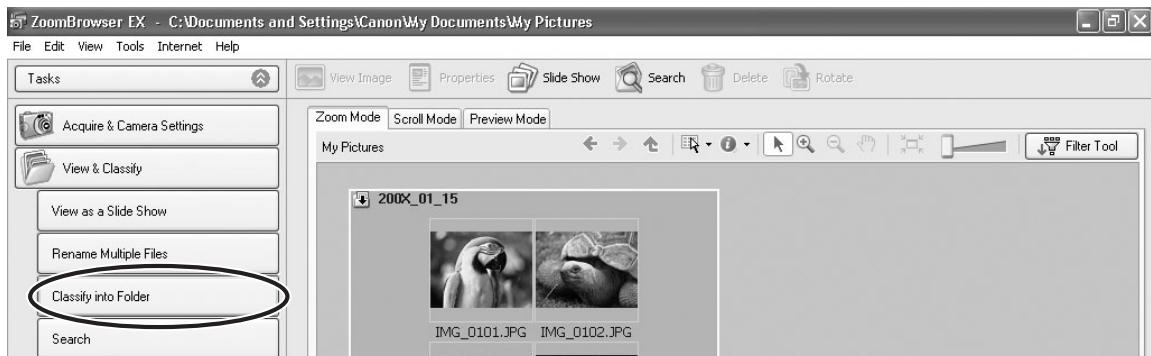 ZoomBrowser EX - C:\Documents and Settings\Canon\My Documents\My Pictures
File Edit View Tools Internet Help
Tasks
View Image Properties Slide Show Search Delete Rotate
Acquire & Camera Settings
View & Classify
View as a Slide Show
Rename Multiple Files
Classify into Folder
Search
Zoom Mode Scroll Mode Preview Mode
My Pictures
Filter Tool
200X_01_15
IMG_0101.JPG IMG_0102.JPG